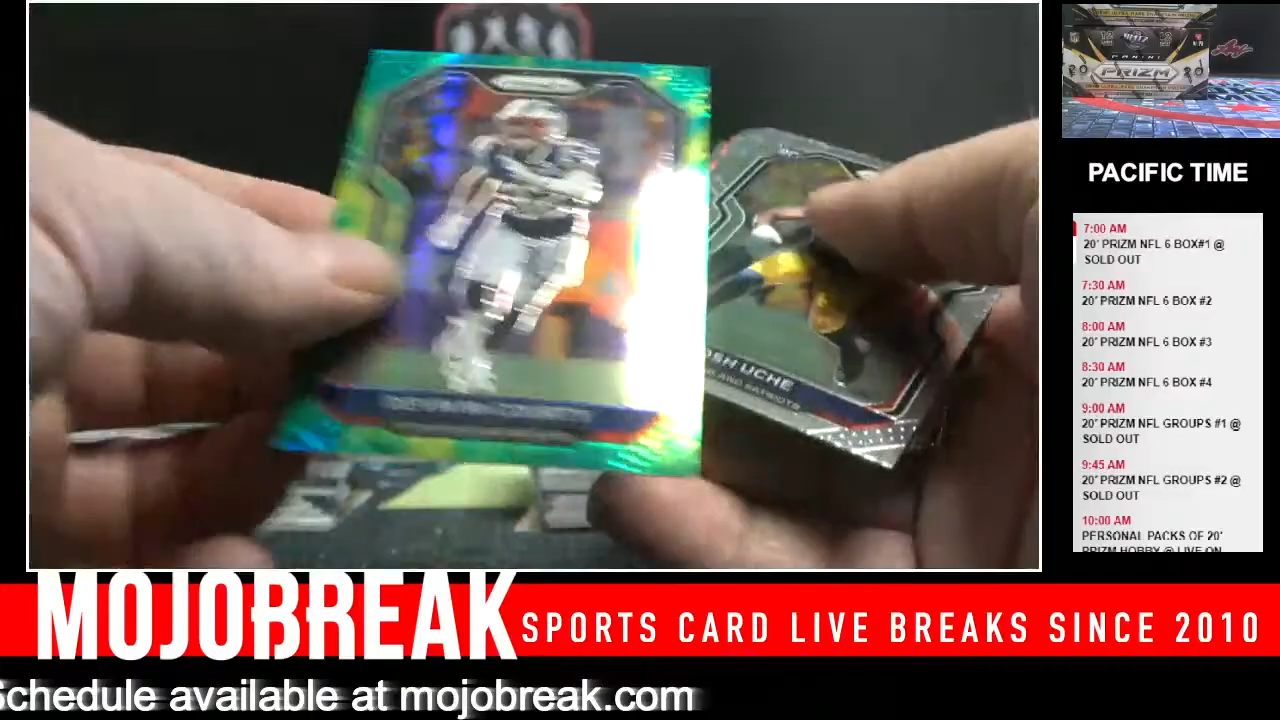 PRIZM
OSH UCHE
PACIFIC TIME
7:00 AM
20' PRIZM NFL 6 BOX#1 @
SOLD OUT
7:30 AM
20' PRIZM NFL 6 BOX #2
8:00 AM
20' PRIZM NFL 6 BOX #3
8:30 AM
20' PRIZM NFL 6 BOX #4
9:00 AM
20' PRIZM NFL GROUPS #1 @
SOLD OUT
9:45 AM
20' PRIZM NFL GROUPS #2 @
SOLD OUT
10:00 AM
PERSONAL PACKS OF 20'
PRIZM HOBBY @ LIVE ON
MOJOBREAK SPORTS CARD LIVE BREAKS SINCE 2010
Schedule available at mojobreak.com